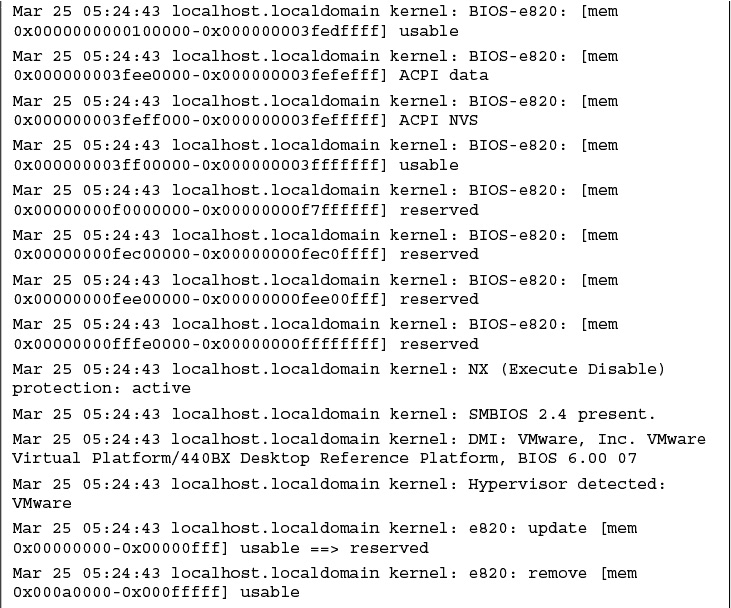 Mar 25 05:24:43 localhost.localdomain kernel: BIOS-e820: [mem
0x0000000000100000-0x000000003fedffff] usable
Mar 25 05:24:43 localhost.localdomain kernel: BIOS-e820: [mem
0x000000003fee0000-0x000000003fefefff] ACPI data
Mar 25 05:24:43 localhost.localdomain kernel: BIOS-e820: [mem
0x000000003feff000-0x000000003fefffff] ACPI NVS
Mar 25 05:24:43 localhost.localdomain kernel: BIOS-e820: [mem
0x000000003ff00000-0x000000003fffffff] usable
Mar 25 05:24:43 localhost.localdomain kernel: BIOS-e820: [mem
0x00000000f0000000-0x00000000f7ffffff] reserved
Mar 25 05:24:43 localhost.localdomain kernel: BIOS-e820: [mem
0x00000000fec00000-0x00000000fec0ffff] reserved
Mar 25 05:24:43 localhost.localdomain kernel: BIOS-e820: [mem
0x00000000fee00000-0x00000000fee00fff] reserved
Mar 25 05:24:43 localhost.localdomain kernel: BIOS-e820: [mem
0x00000000fffe0000-0x00000000ffffffff] reserved
Mar 25 05:24:43 localhost.localdomain kernel: NX (Execute Disable)
protection: active
Mar 25 05:24:43 localhost.localdomain kernel: SMBIOS 2.4 present.
Mar 25 05:24:43 localhost.localdomain kernel: DMI: VMware, Inc. VMware
Virtual Platform/440BX Desktop Reference Platform, BIOS 6.00 07
Mar 25 05:24:43 localhost.localdomain kernel: Hypervisor detected:
VMware
Mar 25 05:24:43 localhost.localdomain kernel: e820: update [mem
0x00000000-0x00000fff] usable ==> reserved
Mar 25 05:24:43 localhost.localdomain kernel: e820: remove [mem
0x000a0000-0x000fffff] usable